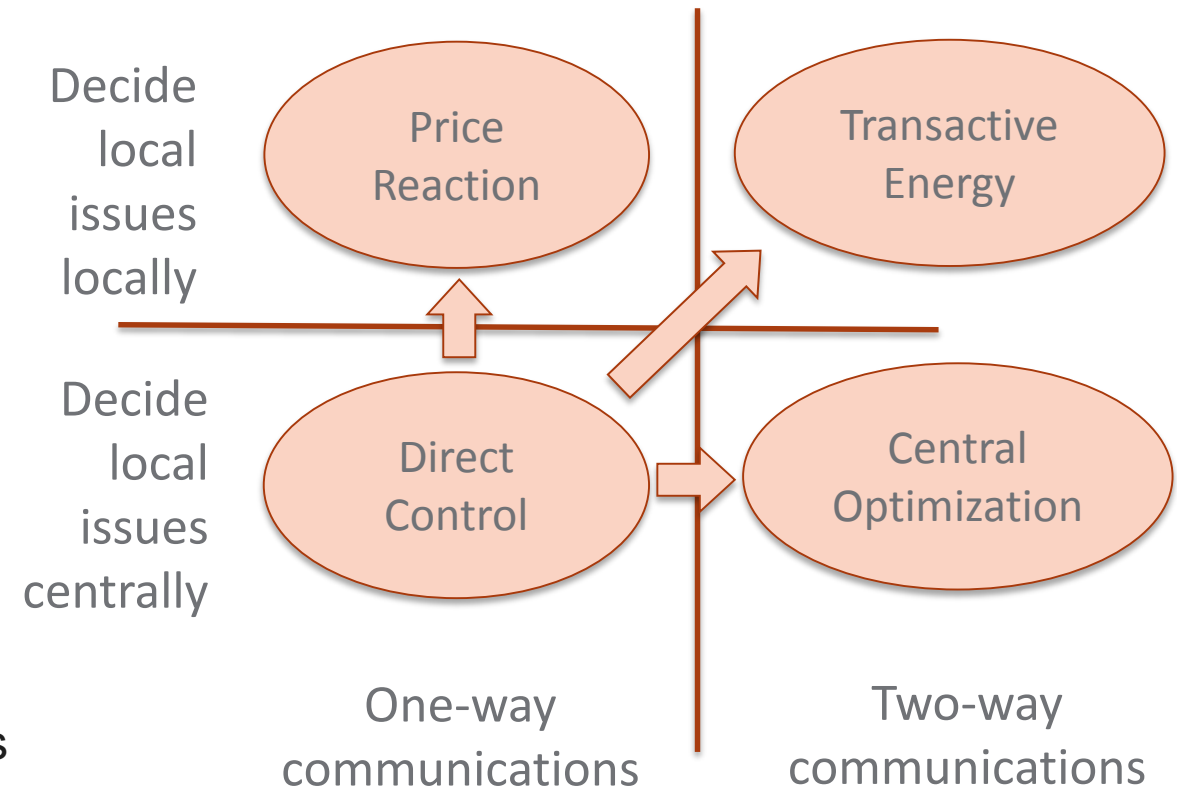 Decide
local
issues
locally
Price
Reaction
Transactive
Energy
Decide
local
issues
centrally
Direct
Control
Central
Optimization
One-way
communications
Two-way
communications
s